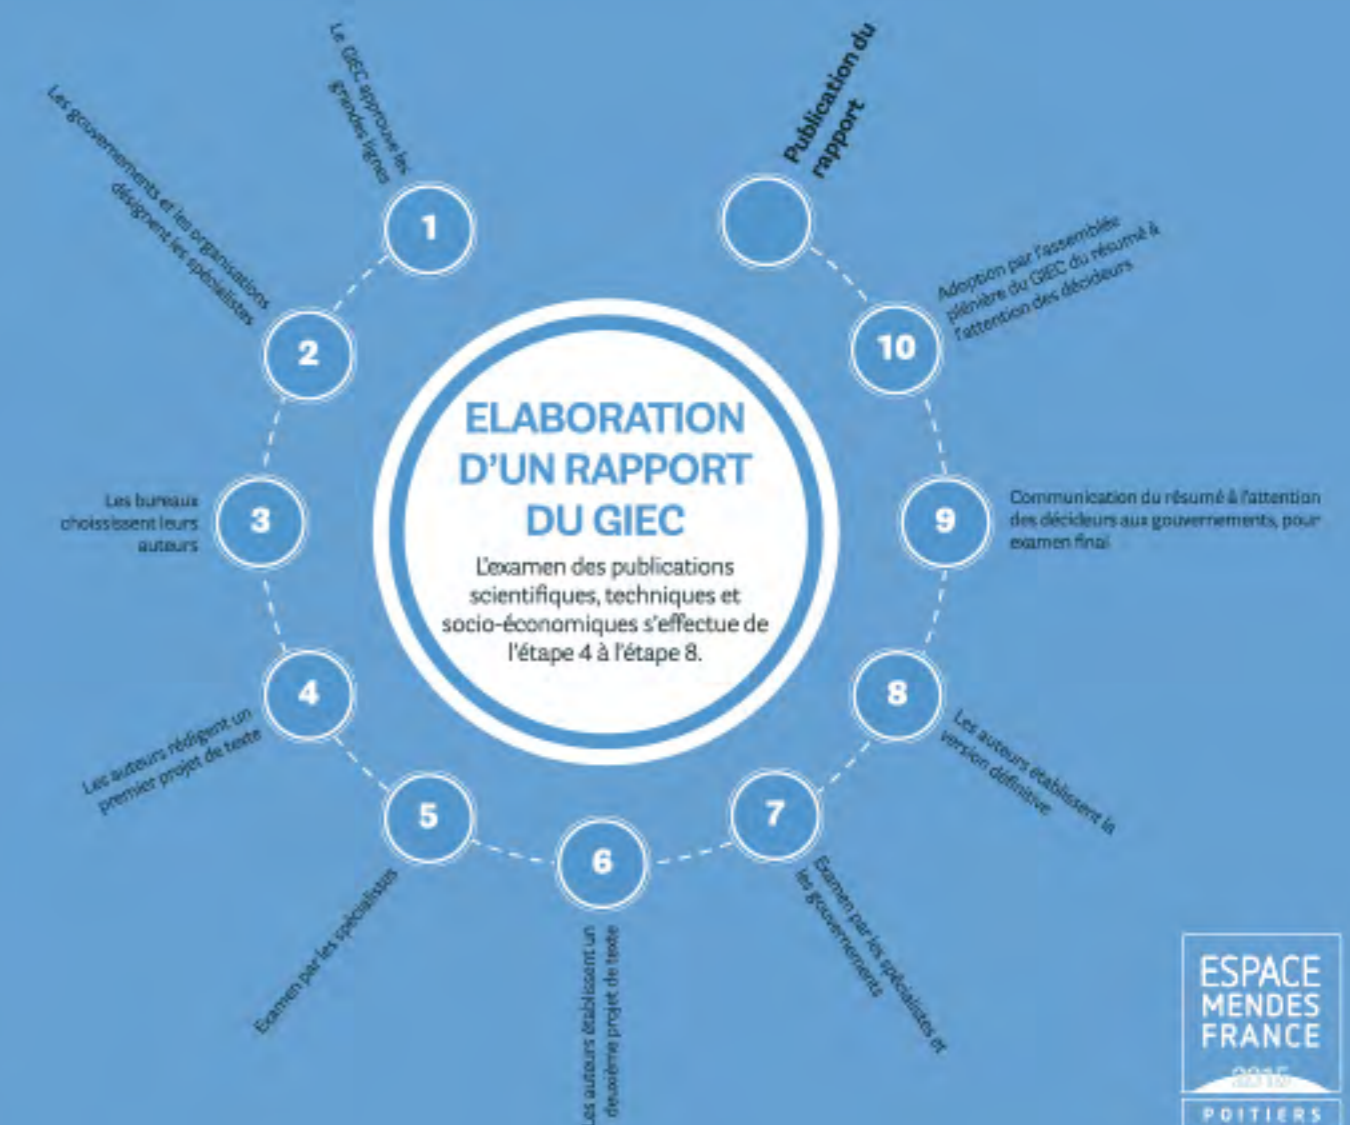 ELABORATION
D'UN RAPPORT
DU GIEC
L'examen des publications
scientifiques, techniques et
socio-économiques s'effectue de
l'étape 4 à l'étape 8.
1
Le GIEC approuve les
grandes lignes
2
Les gouvernements et les organisations
désignent les spécialistes
3
Les bureaux
choississent leurs
auteurs
4
Les auteurs rédigent un
premier projet de texte
5
Examen par les spécialistes
6
Les auteurs établissent un
deuxième projet de texte
7
Examen par les spécialistes et
les gouvernements
8
Les auteurs établissent la
version définitive
9
Communication du résumé à l'attention
des décideurs aux gouvernements, pour
examen final
10
Adoption par l'assemblée
plénière du GIEC du résumé à
l'attention des décideurs
Publication du
rapport
ESPACE
MENDES
FRANCE
2015
POITIERS